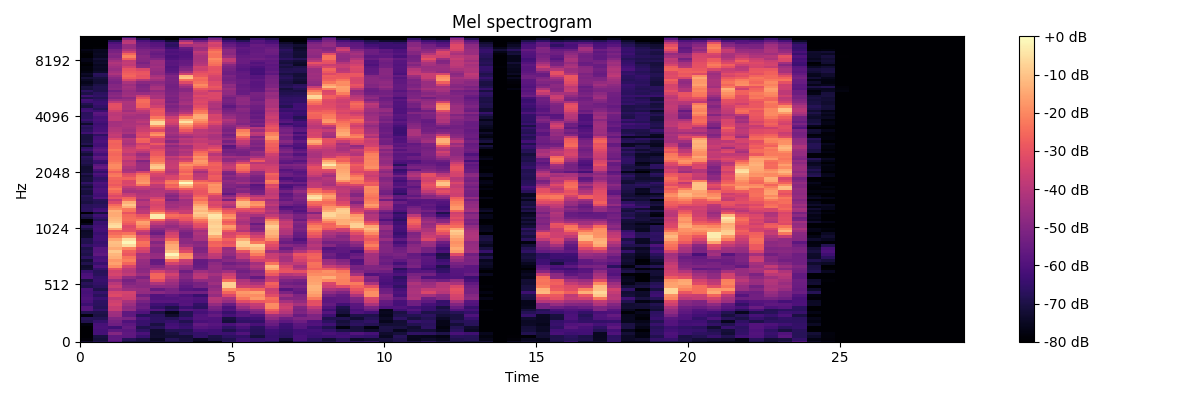 Mel spectrogram
8192
4096
2048
1024
512
0
Hz
0 5 10 15 20 25
Time
+0 dB
-10 dB
-20 dB
-30 dB
-40 dB
-50 dB
-60 dB
-70 dB
-80 dB